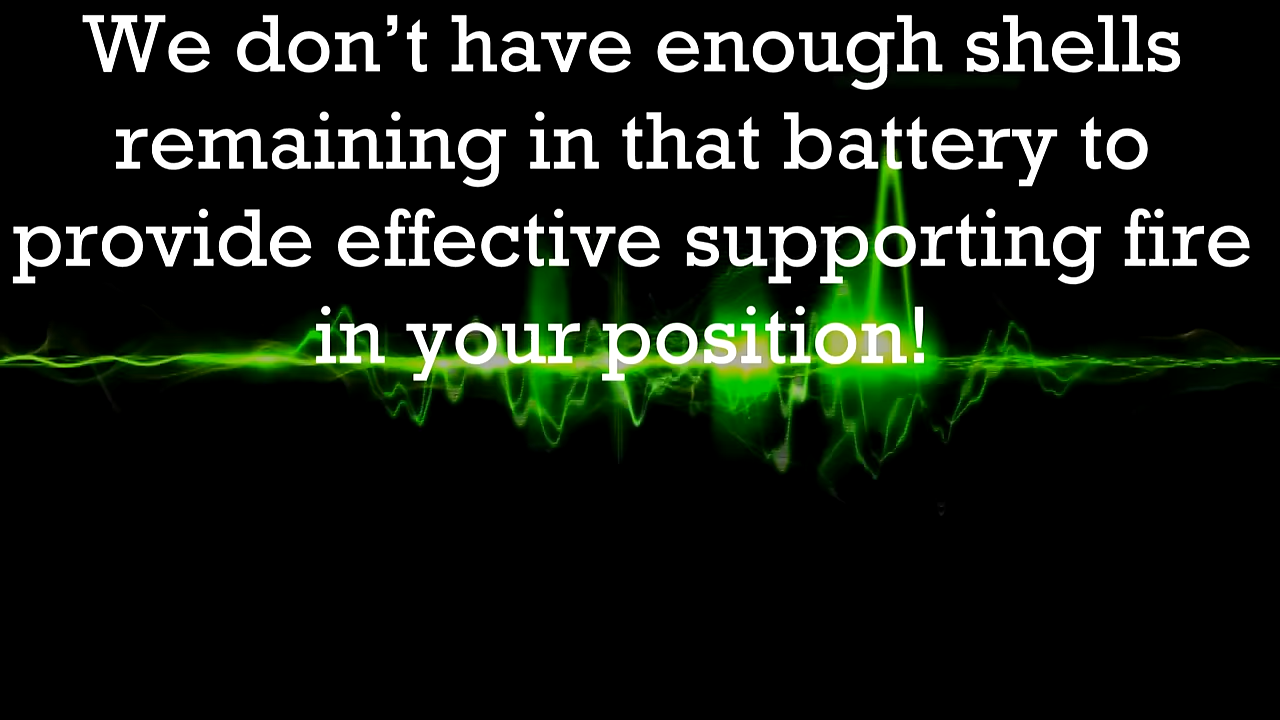 We don’t have enough shells
remaining in that battery to
provide effective supporting fire
in your position!